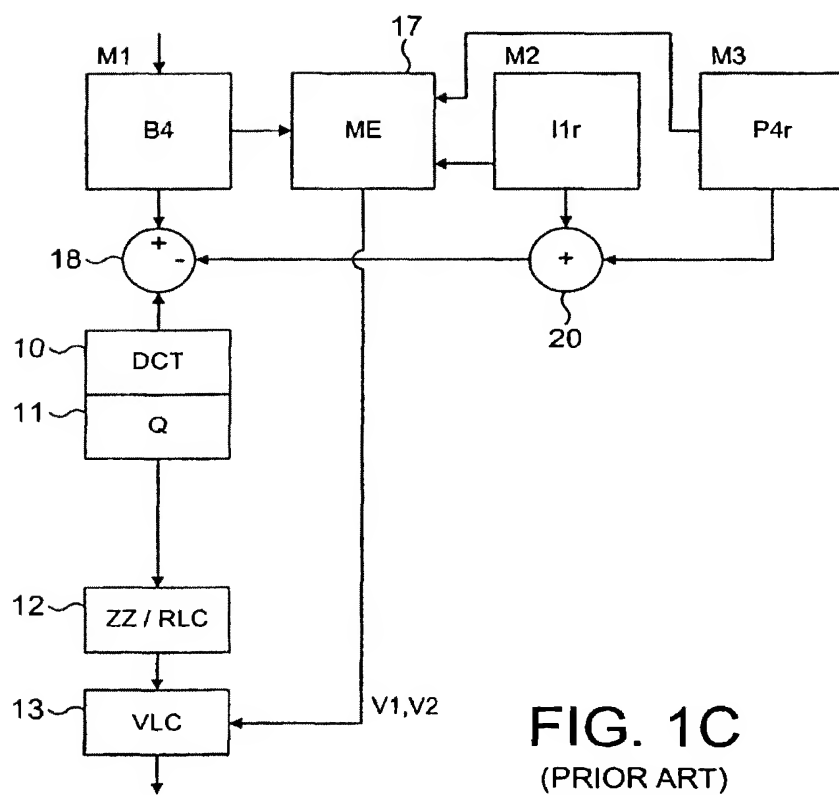 17
M1
M2
M3
B4
ME
I1r
P4r
18
+
-
+
20
10
DCT
11
Q
12
ZZ / RLC
13
VLC
V1,V2
FIG. 1C
(PRIOR ART)